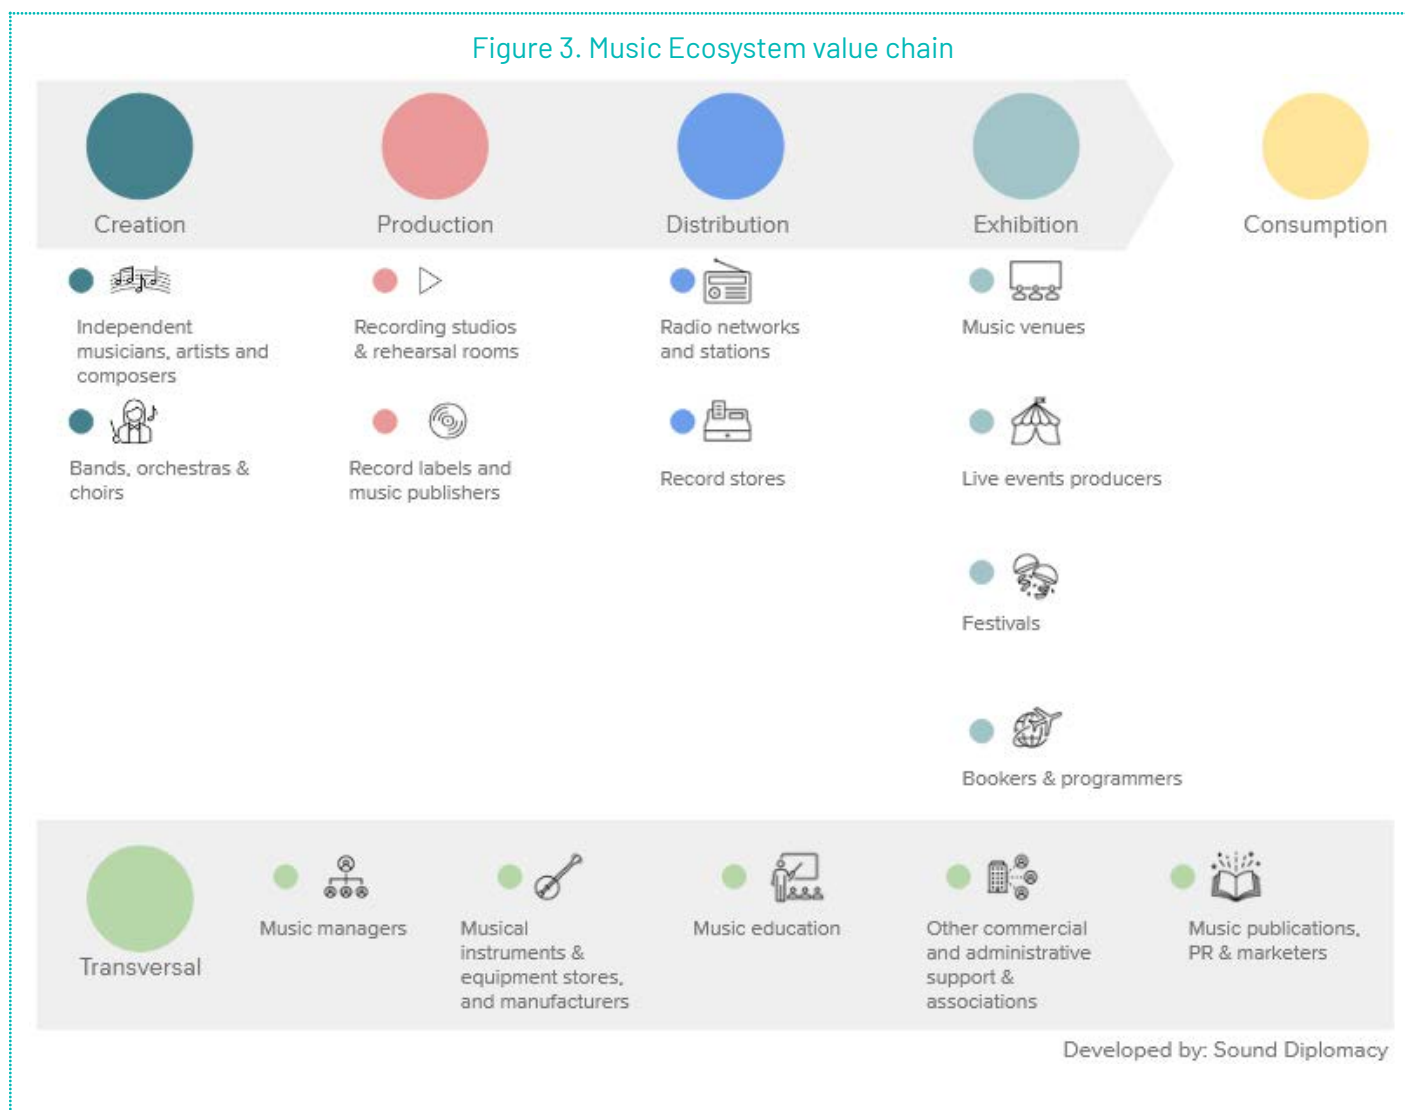 Figure 3. Music Ecosystem value chain
Creation
Production
Distribution
Exhibition
Consumption
Independent
musicians, artists and
composers
Recording studios
& rehearsal rooms
Radio networks
and stations
Music venues
Bands, orchestras &
choirs
Record labels and
music publishers
Record stores
Live events producers
Festivals
Bookers & programmers
Transversal
Music managers
Musical
instruments &
equipment stores,
and manufacturers
Music education
Other commercial
and administrative
support &
associations
Music publications,
PR & marketers
Developed by: Sound Diplomacy